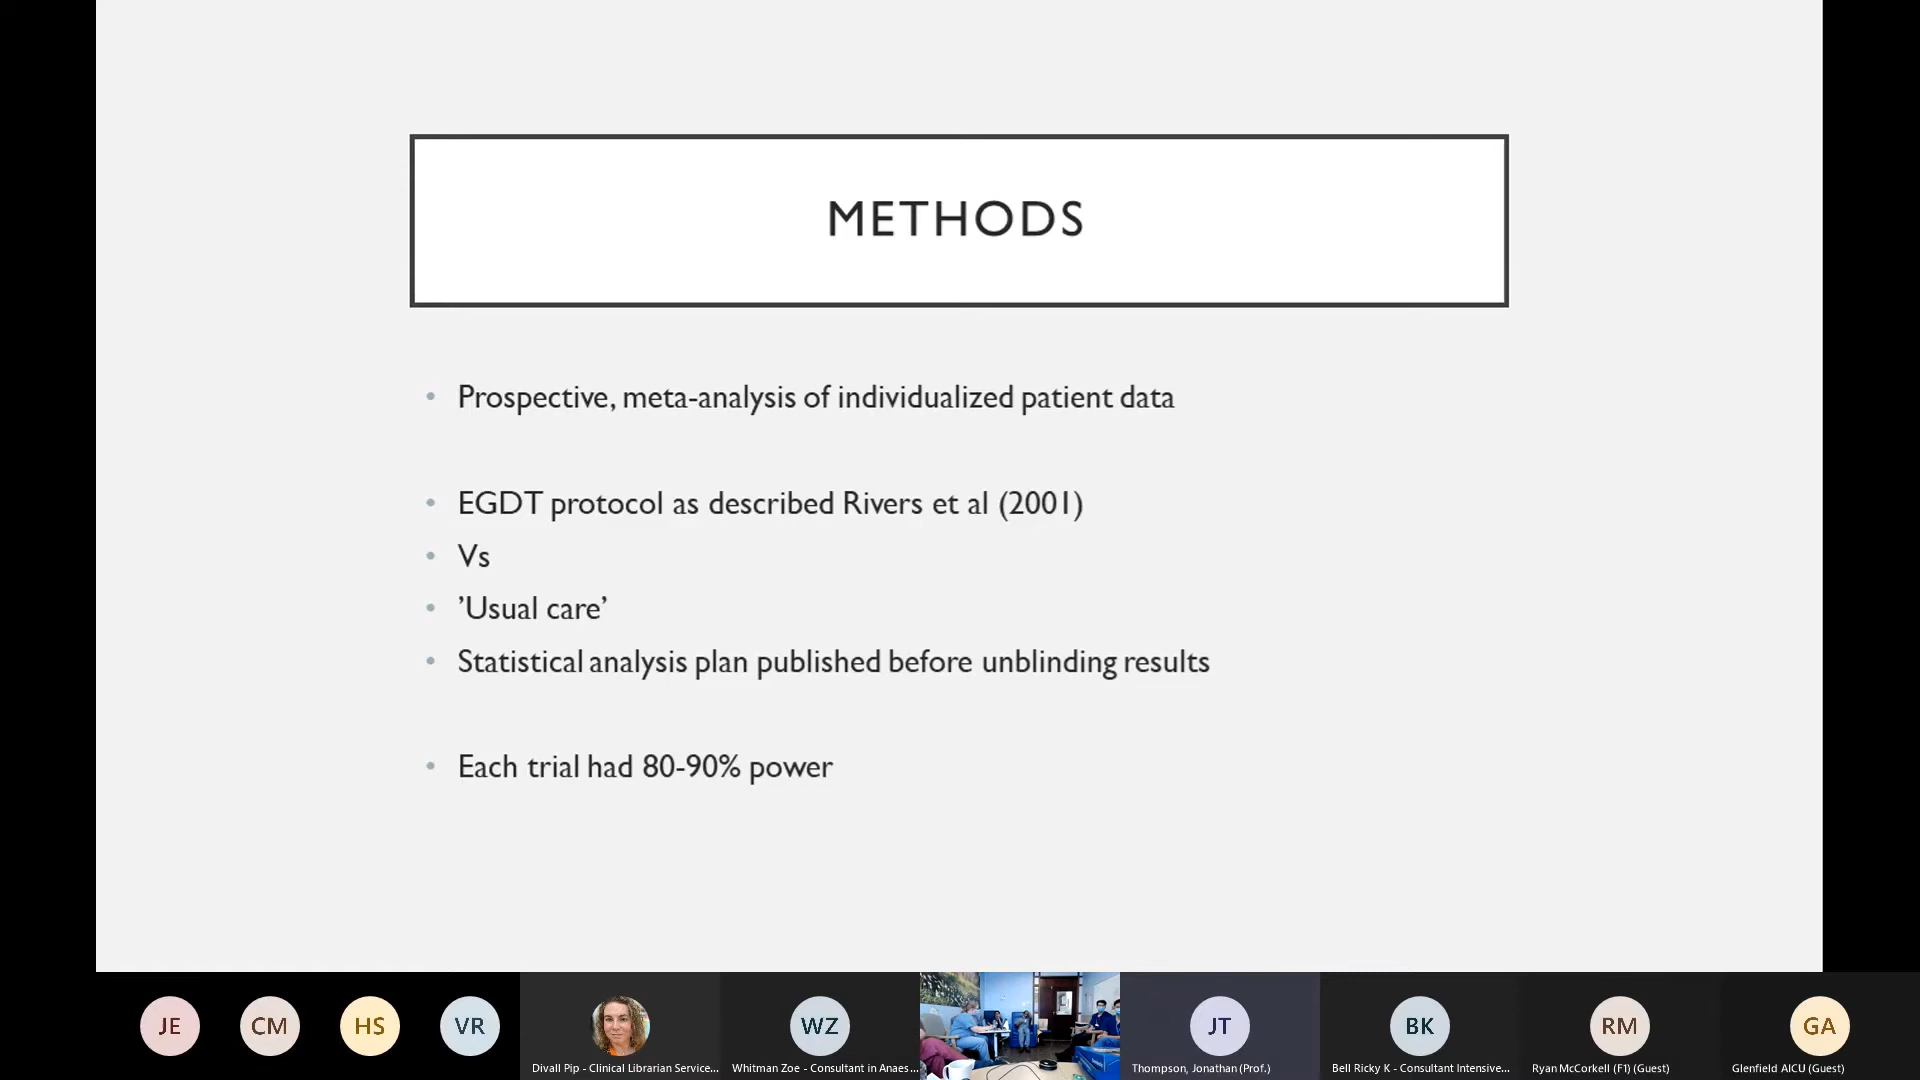 METHODS
Prospective, meta-analysis of individualized patient data
EGDT protocol as described Rivers et al (2001)
Vs
’Usual care’
Statistical analysis plan published before unblinding results
Each trial had 80-90% power
JE
CM
HS
VR
WZ
JT
BK
RM
GA
Divall Pip - Clinical Librarian Service...
Whitman Zoe - Consultant in Anaes...
Thompson, Jonathan (Prof.)
Bell Ricky K - Consultant Intensive...
Ryan McCorkell (F1) (Guest)
Glenfield AICU (Guest)